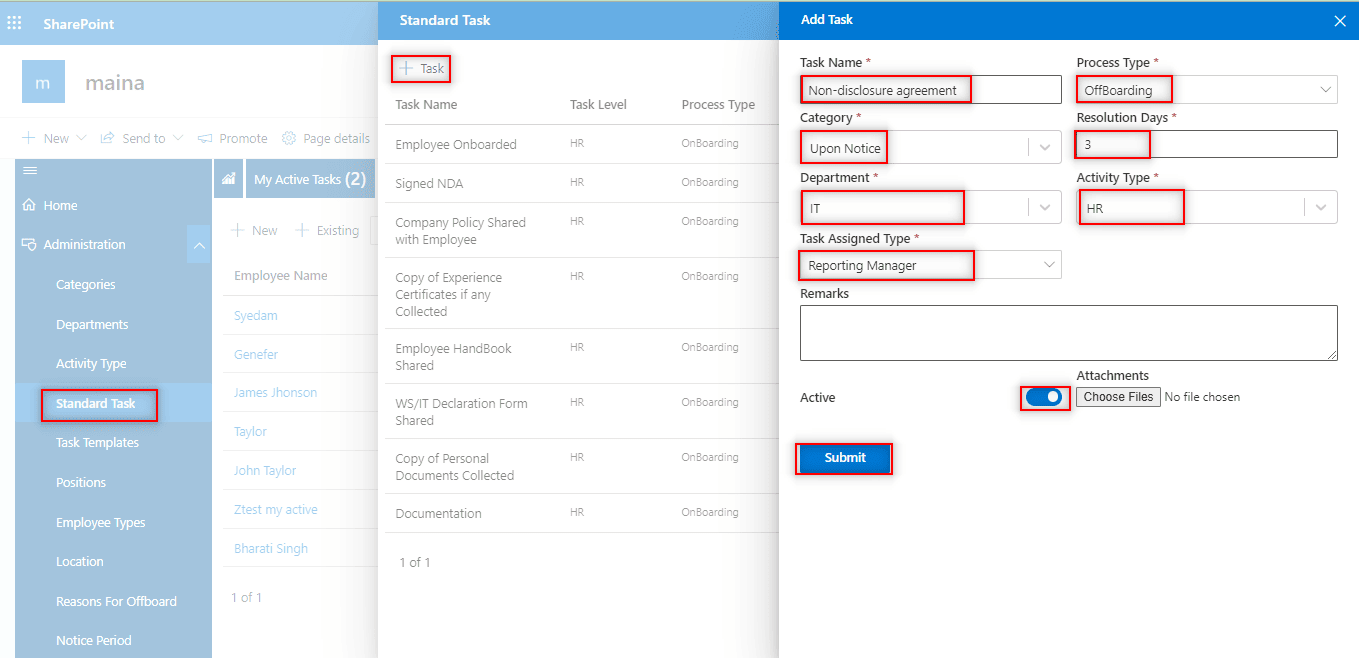 SharePoint
m
maina
New
Send to
Promote
Page details
Home
Administration
Categories
Departments
Activity Type
Standard Task
Task Templates
Positions
Employee Types
Location
Reasons For Offboard
Notice Period
My Active Tasks (2)
New
Existing
Employee Name
Syedam
Genefer
James Jhonson
Taylor
John Taylor
Ztest my active
Bharati Singh
1 of 1
Standard Task
Task
Task Name Task Level Process Type
Employee Onboarded HR OnBoarding
Signed NDA HR OnBoarding
Company Policy Shared HR OnBoarding
with Employee
Copy of Experience HR OnBoarding
Certificates if any
Collected
Employee HandBook HR OnBoarding
Shared
WS/IT Declaration Form HR OnBoarding
Shared
Copy of Personal HR OnBoarding
Documents Collected
Documentation HR OnBoarding
1 of 1
Add Task
Task Name * Process Type *
Non-disclosure agreement OffBoarding
Category * Resolution Days *
Upon Notice 3
Department * Activity Type *
IT HR
Task Assigned Type *
Reporting Manager
Remarks
Attachments
Active Choose Files No file chosen
Submit